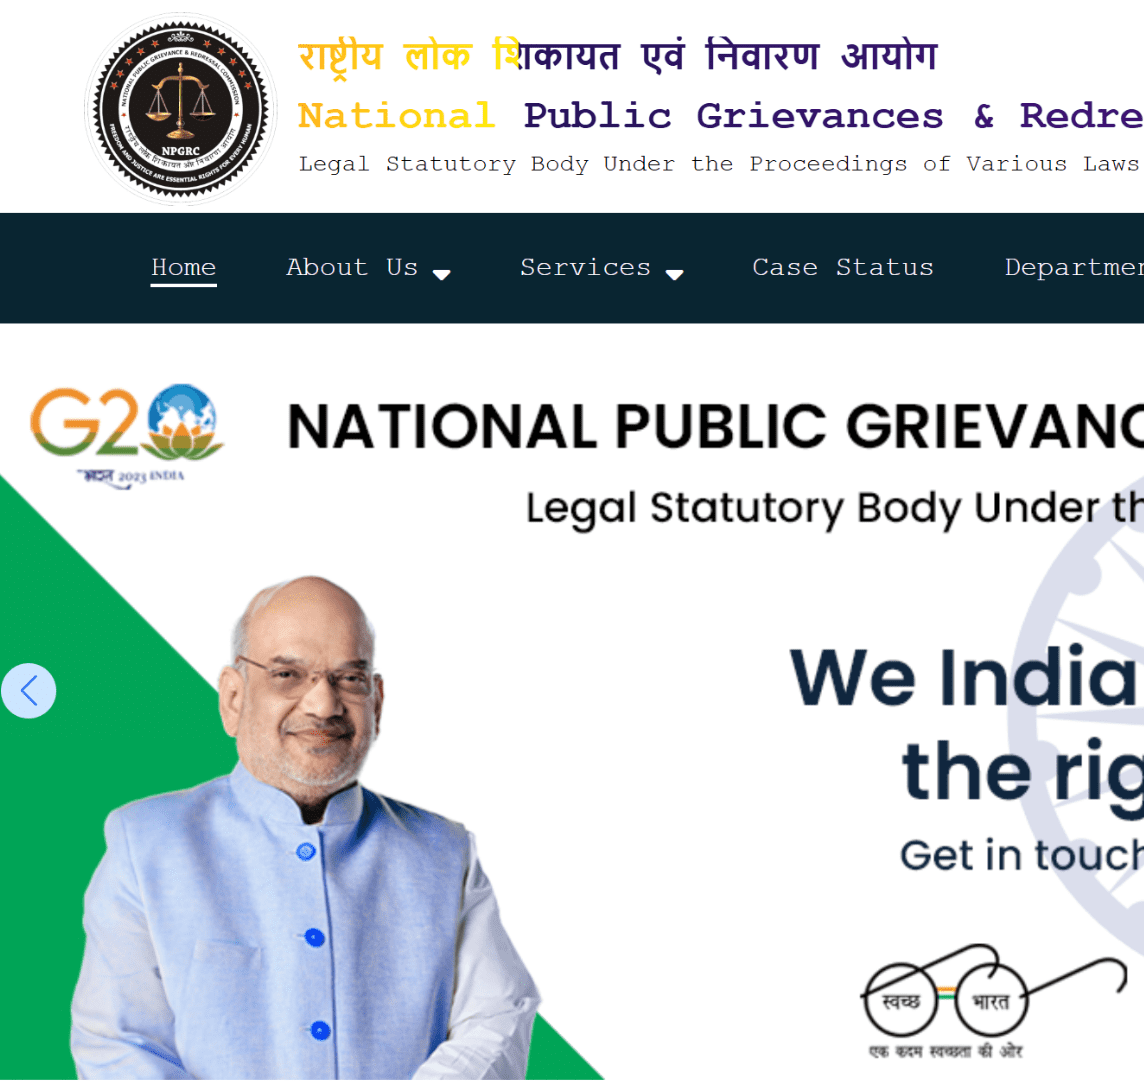 NATIONAL PUBLIC GRIEVANCE & REDRESSAL COMMISSION
NPGRC
FREEDOM AND JUSTICE ARE ESSENTIAL RIGHTS FOR EVERY HUMAN
राष्ट्रीय लोक शिकायत एवं निवारण आयोग
National Public Grievances & Redre
Legal Statutory Body Under the Proceedings of Various Laws
Home About Us Services Case Status Departmen
G20
भारत 2023 INDIA
NATIONAL PUBLIC GRIEVANC
Legal Statutory Body Under th
We India
the rig
Get in touch
स्वच्छ भारत
एक कदम स्वच्छता की ओर